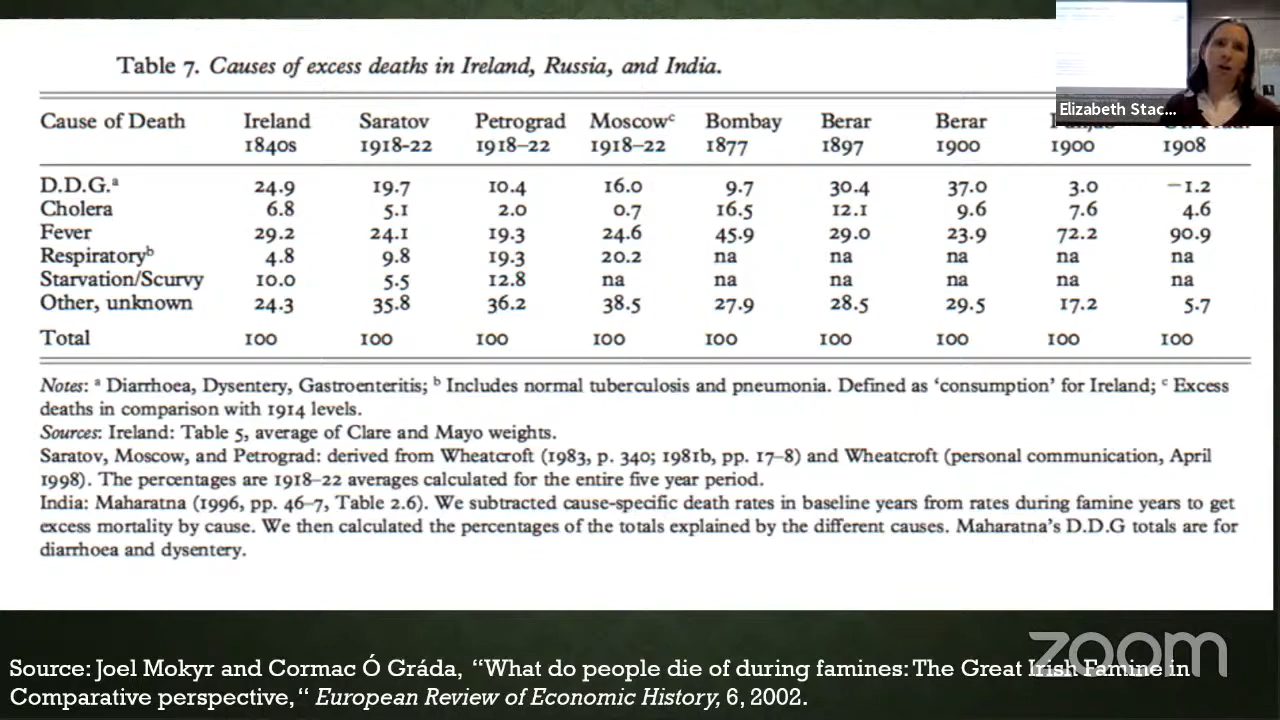 Table 7. Causes of excess deaths in Ireland, Russia, and India.
Elizabeth Stac...
Cause of Death Ireland Saratov Petrograd Moscowᶜ Bombay Berar Berar
1840s 1918-22 1918–22 1918–22 1877 1897 1900 1900 1908
D.D.G.ᵃ 24.9 19.7 10.4 16.0 9.7 30.4 37.0 3.0 −1.2
Cholera 6.8 5.1 2.0 0.7 16.5 12.1 9.6 7.6 4.6
Fever 29.2 24.1 19.3 24.6 45.9 29.0 23.9 72.2 90.9
Respiratoryᵇ 4.8 9.8 19.3 20.2 na na na na na
Starvation/Scurvy 10.0 5.5 12.8 na na na na na na
Other, unknown 24.3 35.8 36.2 38.5 27.9 28.5 29.5 17.2 5.7
Total 100 100 100 100 100 100 100 100 100
Notes: ᵃ Diarrhoea, Dysentery, Gastroenteritis; ᵇ Includes normal tuberculosis and pneumonia. Defined as ‘consumption’ for Ireland; ᶜ Excess
deaths in comparison with 1914 levels.
Sources: Ireland: Table 5, average of Clare and Mayo weights.
Saratov, Moscow, and Petrograd: derived from Wheatcroft (1983, p. 340; 1981b, pp. 17–8) and Wheatcroft (personal communication, April
1998). The percentages are 1918–22 averages calculated for the entire five year period.
India: Maharatna (1996, pp. 46–7, Table 2.6). We subtracted cause-specific death rates in baseline years from rates during famine years to get
excess mortality by cause. We then calculated the percentages of the totals explained by the different causes. Maharatna’s D.D.G totals are for
diarrhoea and dysentery.
zoom
Source: Joel Mokyr and Cormac Ó Gráda, “What do people die of during famines: The Great Irish Famine in
Comparative perspective,“ European Review of Economic History, 6, 2002.